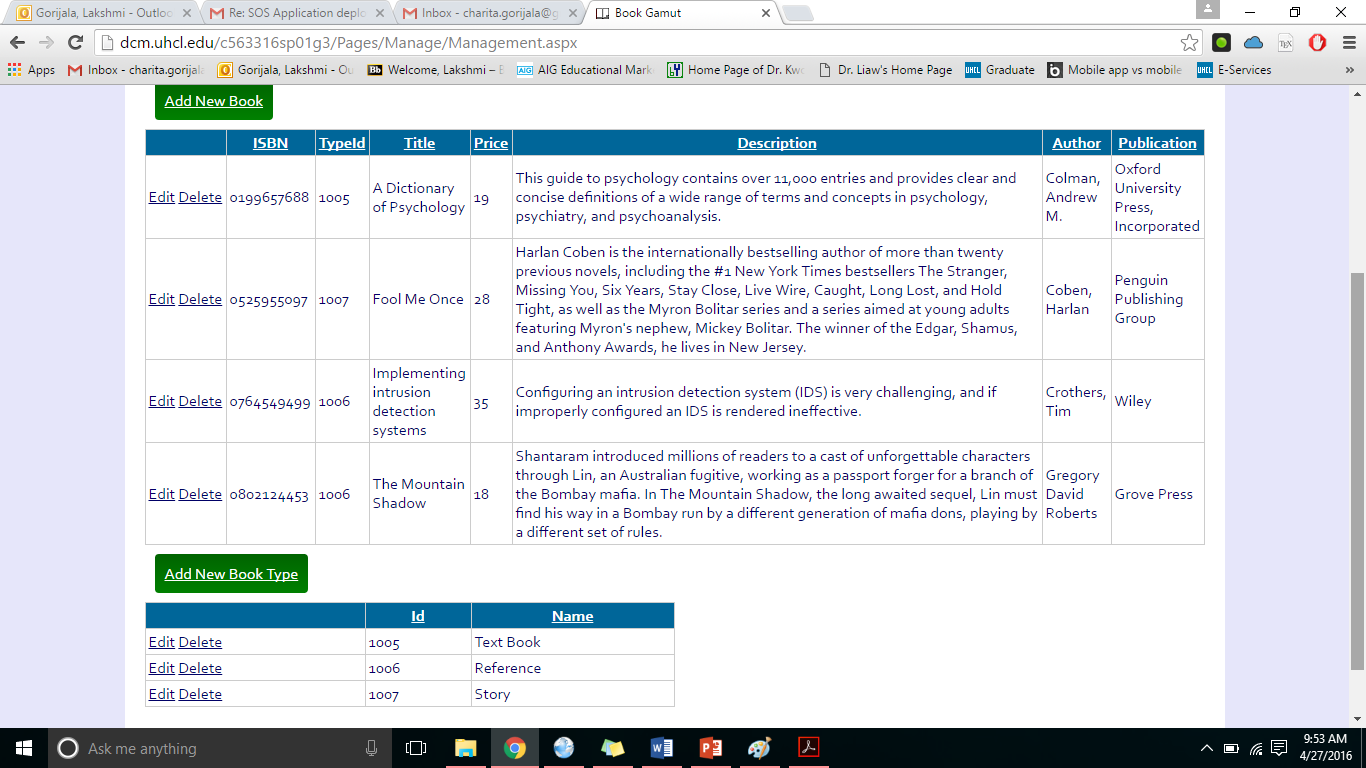 Gorijala, Lakshmi - Outloo
Re: SOS Application deplo
Inbox - charita.gorijala@g
Book Gamut
dcm.uhcl.edu/c563316sp01g3/Pages/Manage/Management.aspx
Apps
Inbox - charita.gorijal
Gorijala, Lakshmi - Ou
Bb Welcome, Lakshmi – B
AIG AIG Educational Mark
Home Page of Dr. Kw
Dr. Liaw's Home Page
UHCL Graduate
b Mobile app vs mobile
UHCL E-Services
»
Add New Book
ISBN TypeId Title Price Description Author Publication
Edit Delete 0199657688 1005
A Dictionary
of Psychology
19
This guide to psychology contains over 11,000 entries and provides clear and
concise definitions of a wide range of terms and concepts in psychology,
psychiatry, and psychoanalysis.
Colman,
Andrew
M.
Oxford
University
Press,
Incorporated
Edit Delete 0525955097 1007
Fool Me Once
28
Harlan Coben is the internationally bestselling author of more than twenty
previous novels, including the #1 New York Times bestsellers The Stranger,
Missing You, Six Years, Stay Close, Live Wire, Caught, Long Lost, and Hold
Tight, as well as the Myron Bolitar series and a series aimed at young adults
featuring Myron's nephew, Mickey Bolitar. The winner of the Edgar, Shamus,
and Anthony Awards, he lives in New Jersey.
Coben,
Harlan
Penguin
Publishing
Group
Edit Delete 0764549499 1006
Implementing
intrusion
detection
systems
35
Configuring an intrusion detection system (IDS) is very challenging, and if
improperly configured an IDS is rendered ineffective.
Crothers,
Tim
Wiley
Edit Delete 0802124453 1006
The Mountain
Shadow
18
Shantaram introduced millions of readers to a cast of unforgettable characters
through Lin, an Australian fugitive, working as a passport forger for a branch of
the Bombay mafia. In The Mountain Shadow, the long awaited sequel, Lin must
find his way in a Bombay run by a different generation of mafia dons, playing by
a different set of rules.
Gregory
David
Roberts
Grove Press
Add New Book Type
Id Name
Edit Delete 1005 Text Book
Edit Delete 1006 Reference
Edit Delete 1007 Story
Ask me anything
9:53 AM
4/27/2016